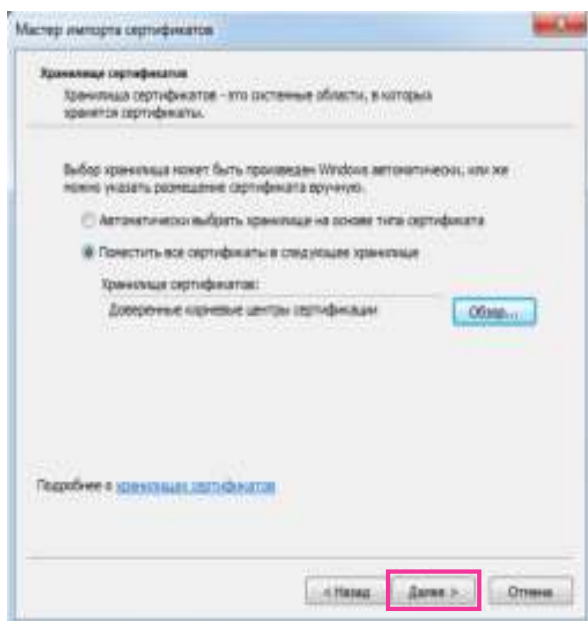 Мастер импорта сертификатов
Хранилище сертификатов
Хранилища сертификатов - это системные области, в которых
хранятся сертификаты.
Выбор хранилища может быть произведен Windows автоматически, или же
можно указать размещение сертификата вручную.
Автоматически выбрать хранилище на основе типа сертификата
Поместить все сертификаты в следующее хранилище
Хранилище сертификатов:
Доверенные корневые центры сертификации
Обзор...
Подробнее о хранилищах сертификатов
< Назад Далее > Отмена